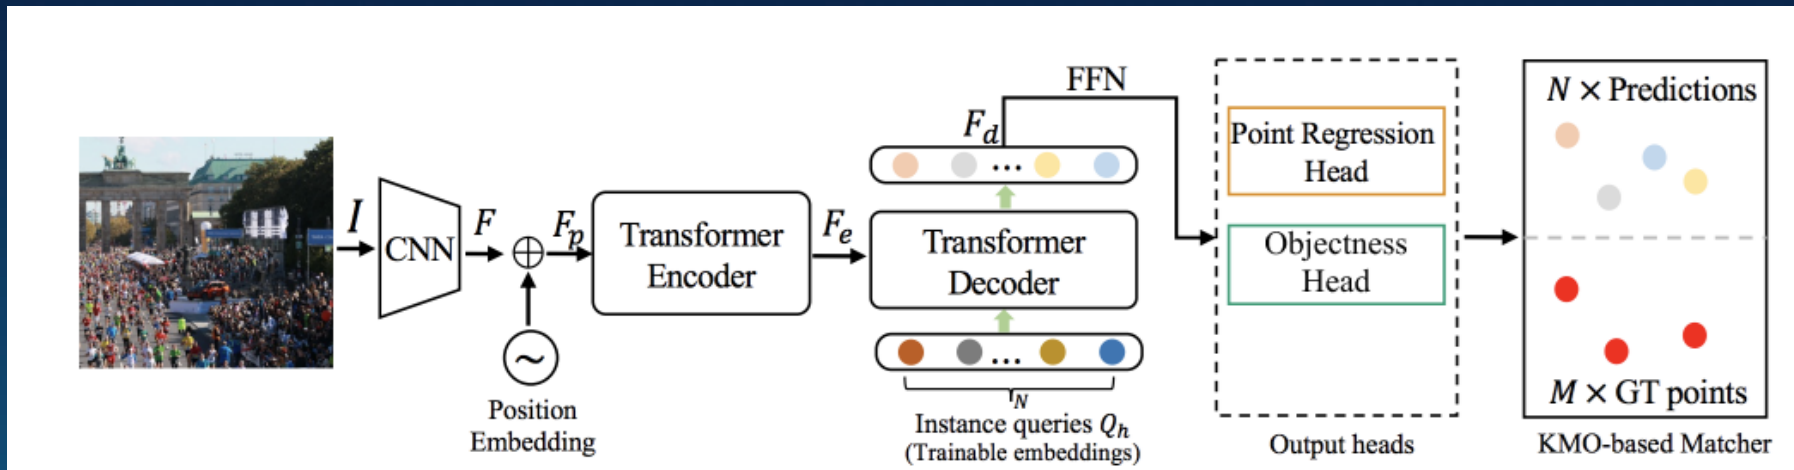 I
CNN
F
F_p
Position
Embedding
Transformer
Encoder
F_e
F_d
FFN
...
Transformer
Decoder
...
N
Instance queries Q_h
(Trainable embeddings)
Point Regression
Head
Objectness
Head
Output heads
N × Predictions
M × GT points
KMO-based Matcher